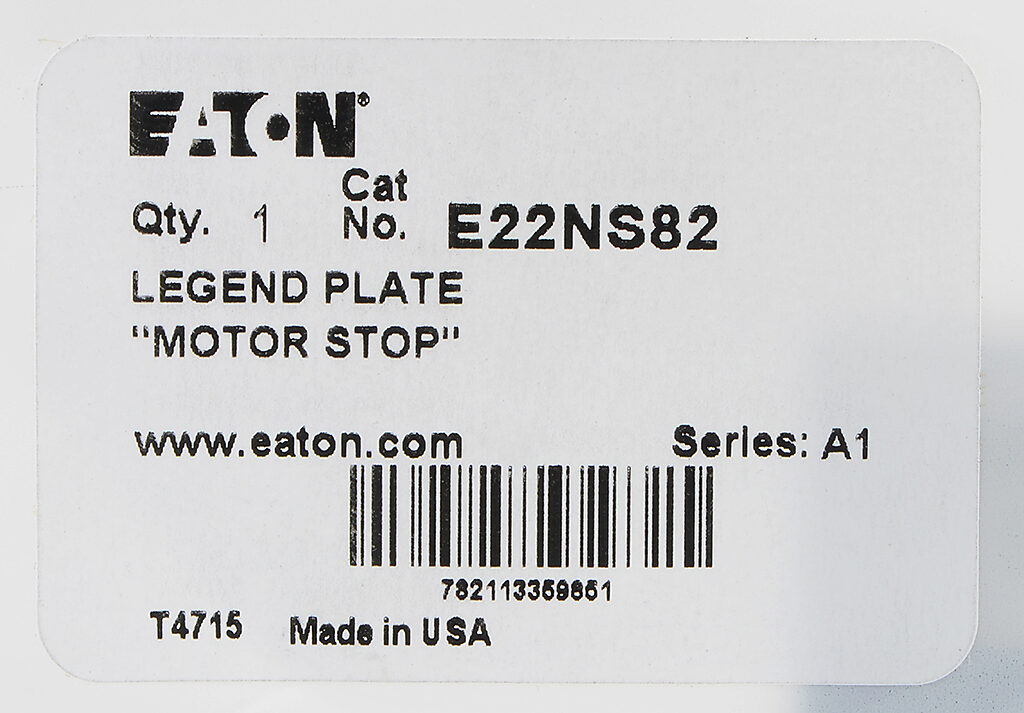 EATON®
Qty. 1 Cat No. E22NS82
LEGEND PLATE
"MOTOR STOP"
www.eaton.com Series: A1
782113359851
T4715 Made in USA